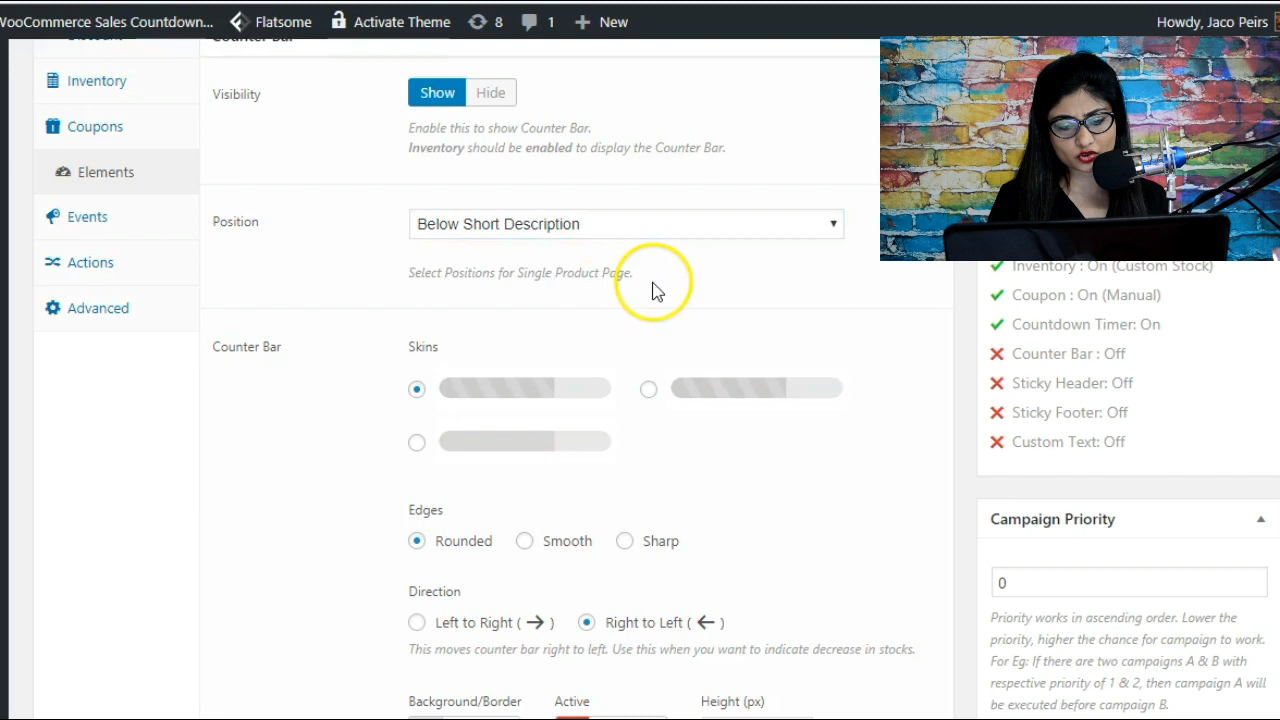 WooCommerce Sales Countdown...
Flatsome
Activate Theme
8
1
New
Howdy, Jaco Peirs
Counter Bar
Inventory
Coupons
Elements
Events
Actions
Advanced
Visibility
Show
Hide
Enable this to show Counter Bar.
Inventory should be enabled to display the Counter Bar.
Position
Below Short Description
Select Positions for Single Product Page.
Counter Bar
Skins
Edges
Rounded
Smooth
Sharp
Direction
Left to Right ( → )
Right to Left ( ← )
This moves counter bar right to left. Use this when you want to indicate decrease in stocks.
Background/Border
Active
Height (px)
Inventory : On (Custom Stock)
Coupon : On (Manual)
Countdown Timer: On
Counter Bar : Off
Sticky Header: Off
Sticky Footer: Off
Custom Text: Off
Campaign Priority
0
Priority works in ascending order. Lower the
priority, higher the chance for campaign to work.
For Eg: If there are two campaigns A & B with
respective priority of 1 & 2, then campaign A will
be executed before campaign B.